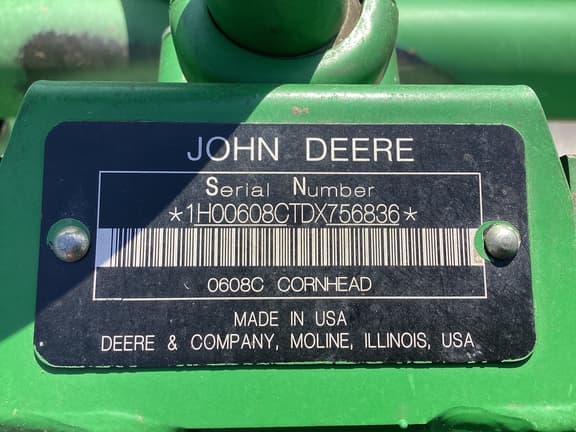 JOHN DEERE
Serial Number
*1H00608CTDX756836*
0608C CORNHEAD
MADE IN USA
DEERE & COMPANY, MOLINE, ILLINOIS, USA